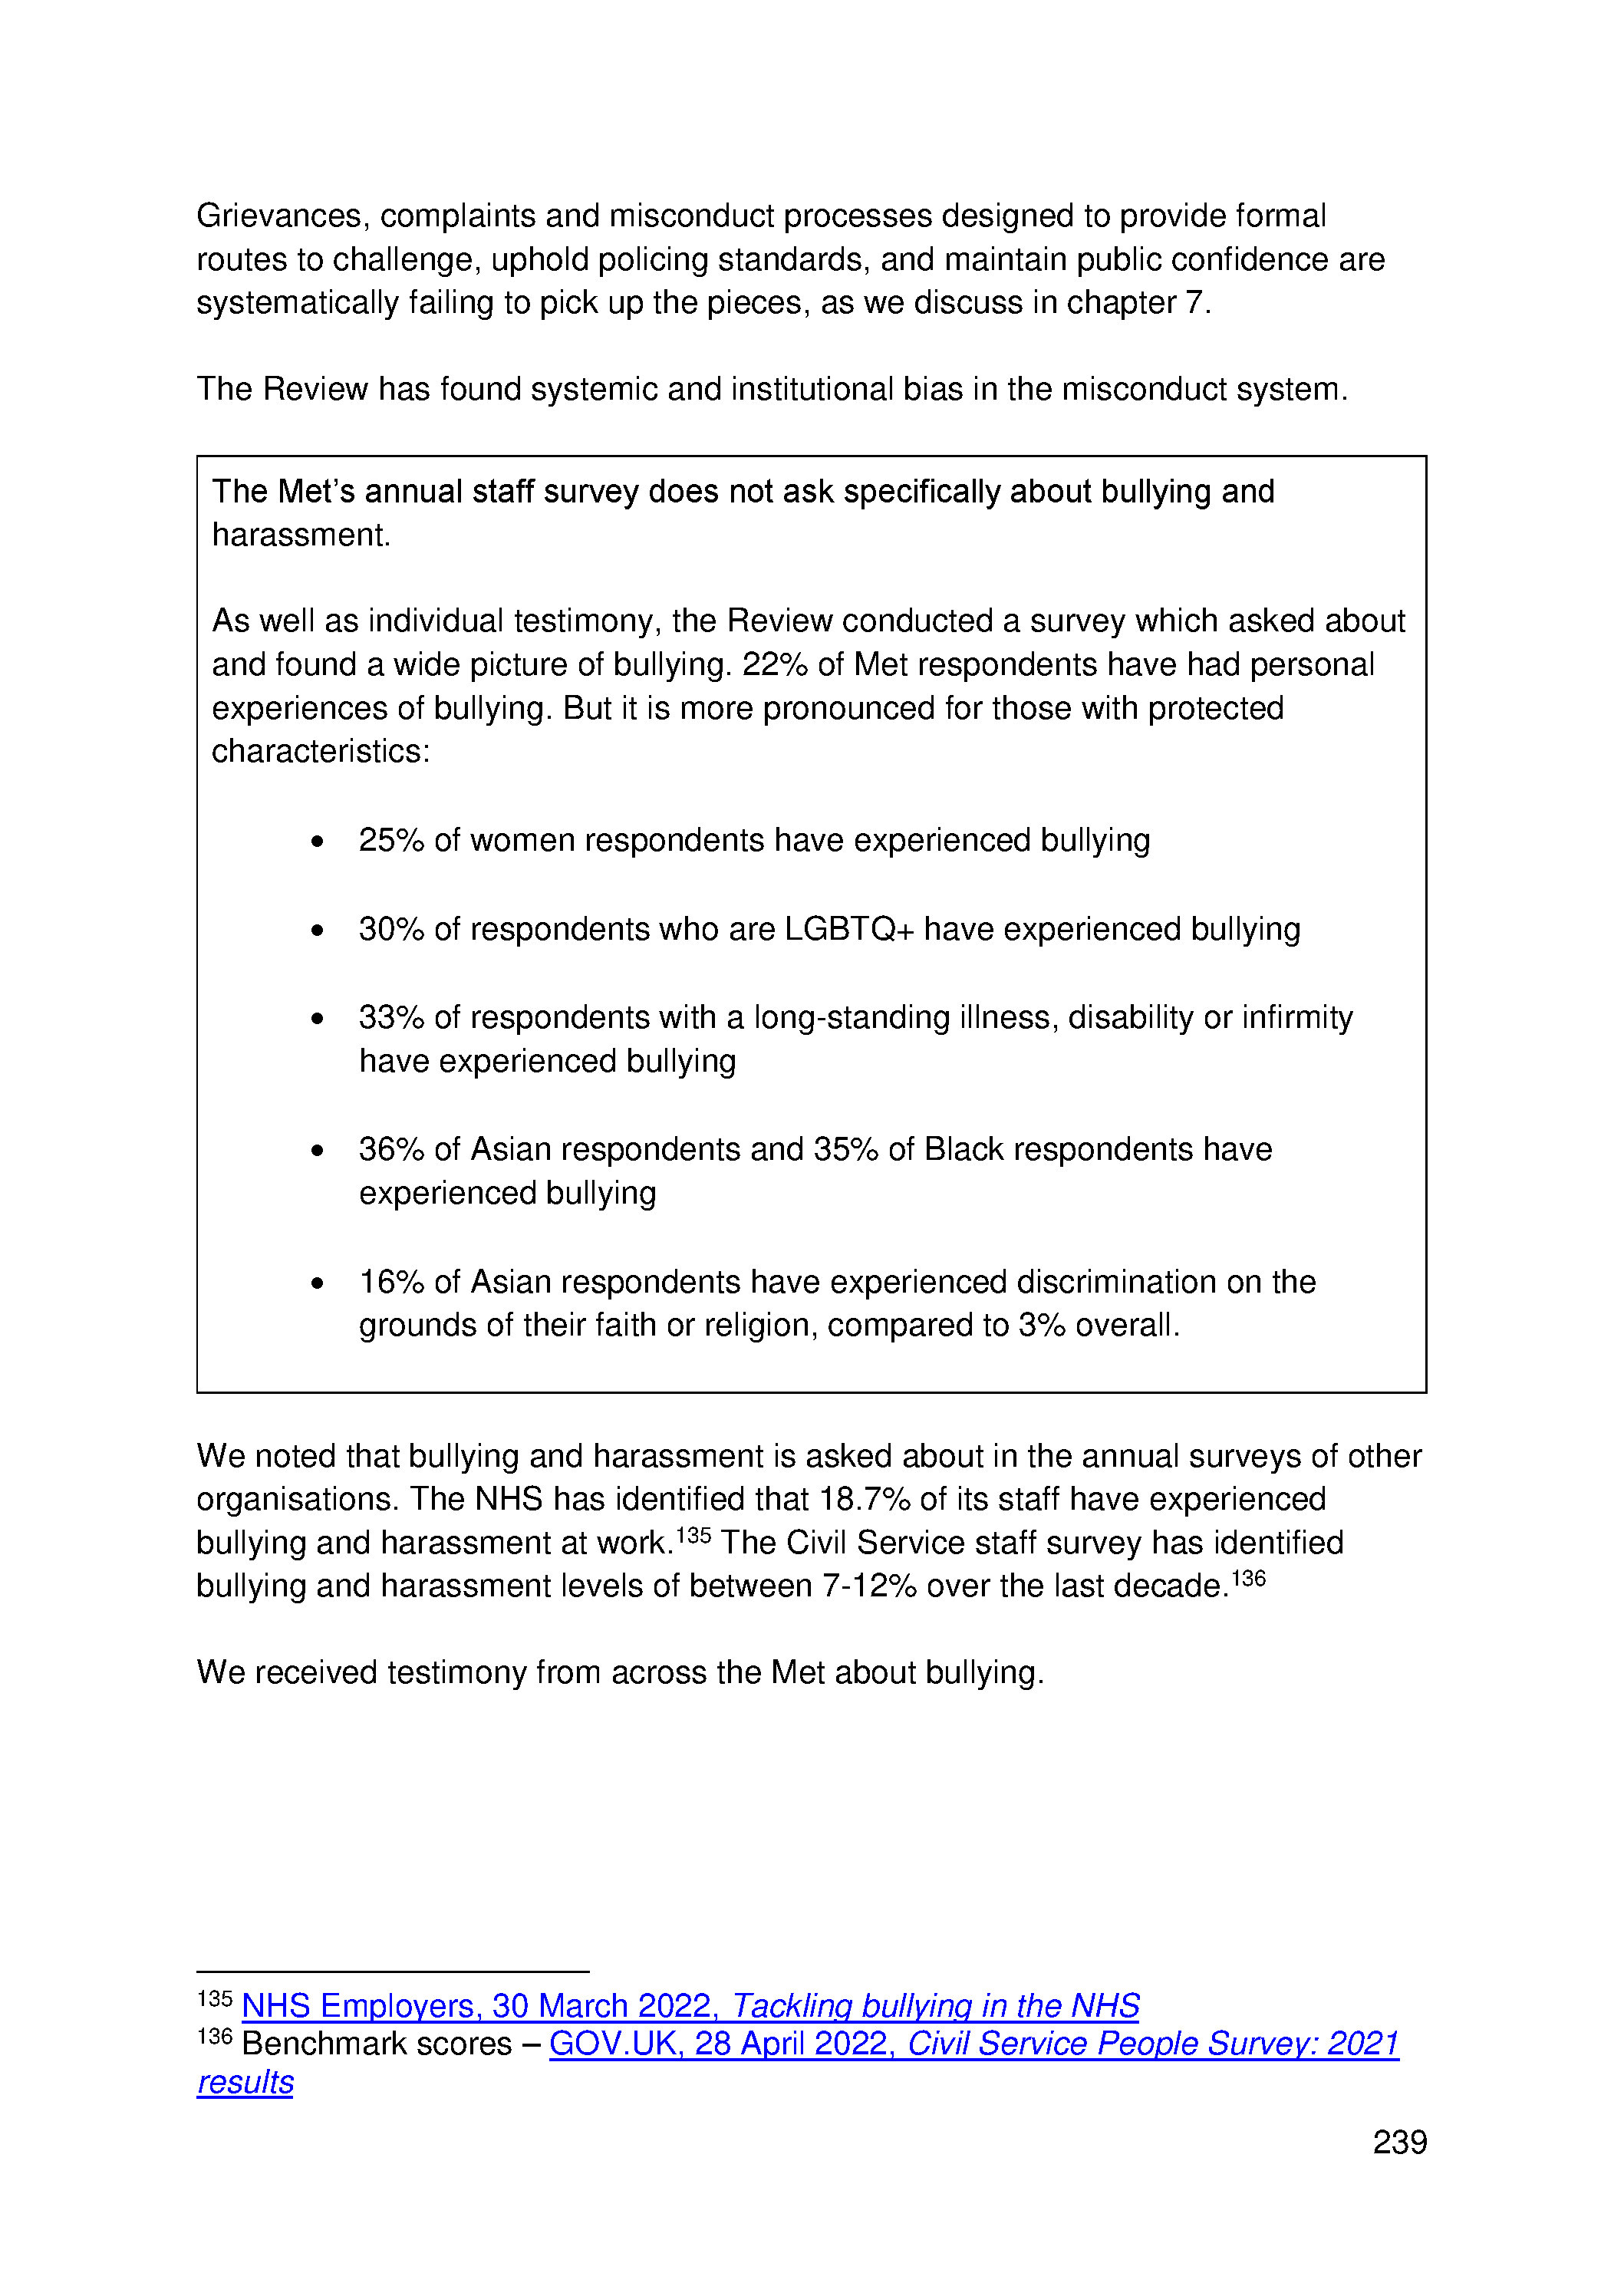 Grievances, complaints and misconduct processes designed to provide formal
routes to challenge, uphold policing standards, and maintain public confidence are
systematically failing to pick up the pieces, as we discuss in chapter 7.
The Review has found systemic and institutional bias in the misconduct system.
The Met's annual staff survey does not ask specifically about bullying and
harassment.
As well as individual testimony, the Review conducted a survey which asked about
and found a wide picture of bullying. 22% of Met respondents have had personal
experiences of bullying. But it is more pronounced for those with protected
characteristics:
• 25% of women respondents have experienced bullying
• 30% of respondents who are LGBTQ+ have experienced bullying
• 33% of respondents with a long-standing illness, disability or infirmity
have experienced bullying
• 36% of Asian respondents and 35% of Black respondents have
experienced bullying
• 16% of Asian respondents have experienced discrimination on the
grounds of their faith or religion, compared to 3% overall.
We noted that bullying and harassment is asked about in the annual surveys of other
organisations. The NHS has identified that 18.7% of its staff have experienced
bullying and harassment at work.135 The Civil Service staff survey has identified
bullying and harassment levels of between 7-12% over the last decade.136
We received testimony from across the Met about bullying.
135 NHS Employers, 30 March 2022, Tackling bullying in the NHS
136 Benchmark scores – GOV.UK, 28 April 2022, Civil Service People Survey: 2021
results
239